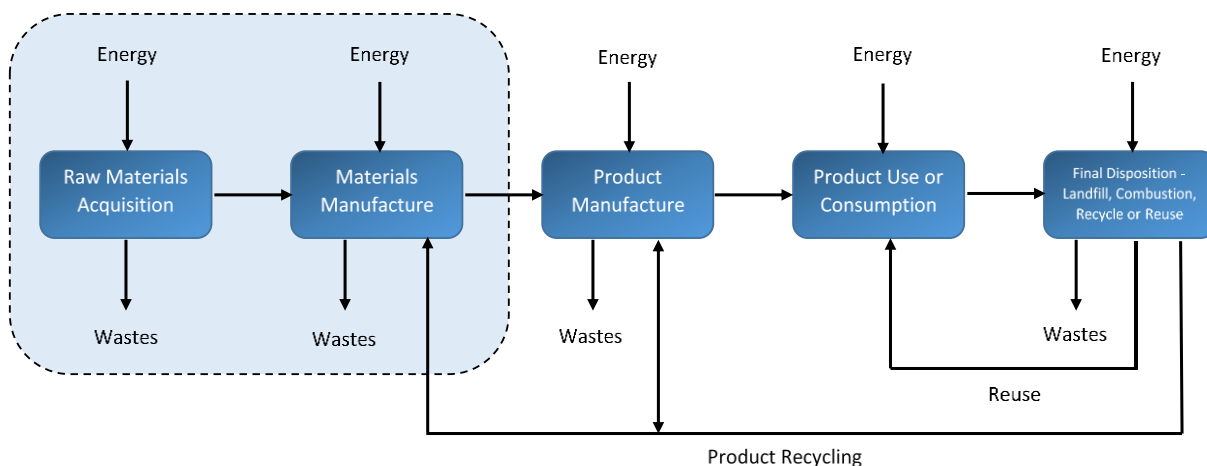 Energy
Energy
Energy
Energy
Energy
Raw Materials
Acquisition
Materials
Manufacture
Product
Manufacture
Product Use or
Consumption
Final Disposition -
Landfill, Combustion,
Recycle or Reuse
Wastes
Wastes
Wastes
Wastes
Reuse
Product Recycling